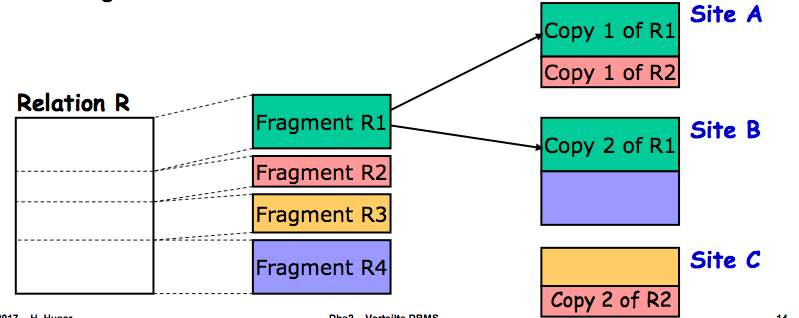 Relation R
Fragment R1
Fragment R2
Fragment R3
Fragment R4
Copy 1 of R1
Copy 1 of R2
Site A
Copy 2 of R1
Site B
Site C
Copy 2 of R2
14